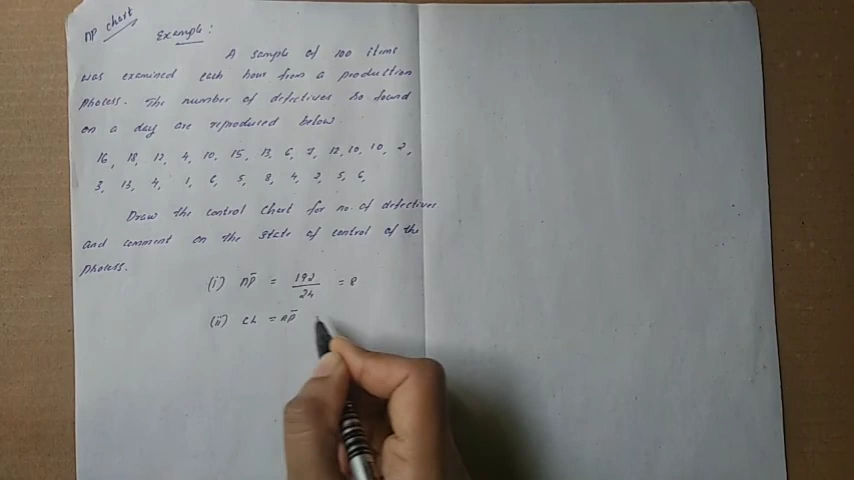 np chart
Example:
A sample of 100 items
was examined each hour from a production
process. The number of defectives so found
on a day are reproduced below.
16, 18, 12, 4, 10, 15, 13, 6, 7, 12, 10, 10, 2,
3, 13, 4, 1, 6, 5, 8, 4, 2, 5, 6,
Draw the control chart for no. of defectives
and comment on the state of control of the
process.
(i) np̄ = 192/24 = 8
(ii) CL = np̄